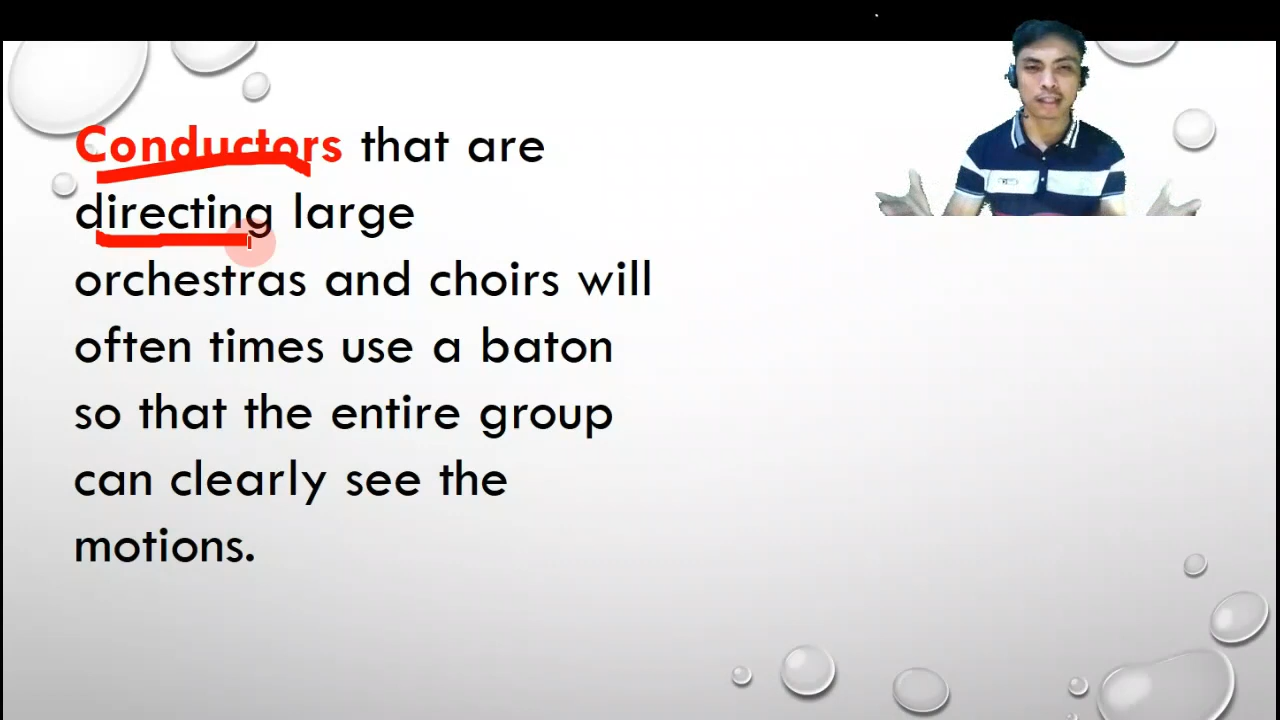 Conductors that are
directing large
orchestras and choirs will
often times use a baton
so that the entire group
can clearly see the
motions.